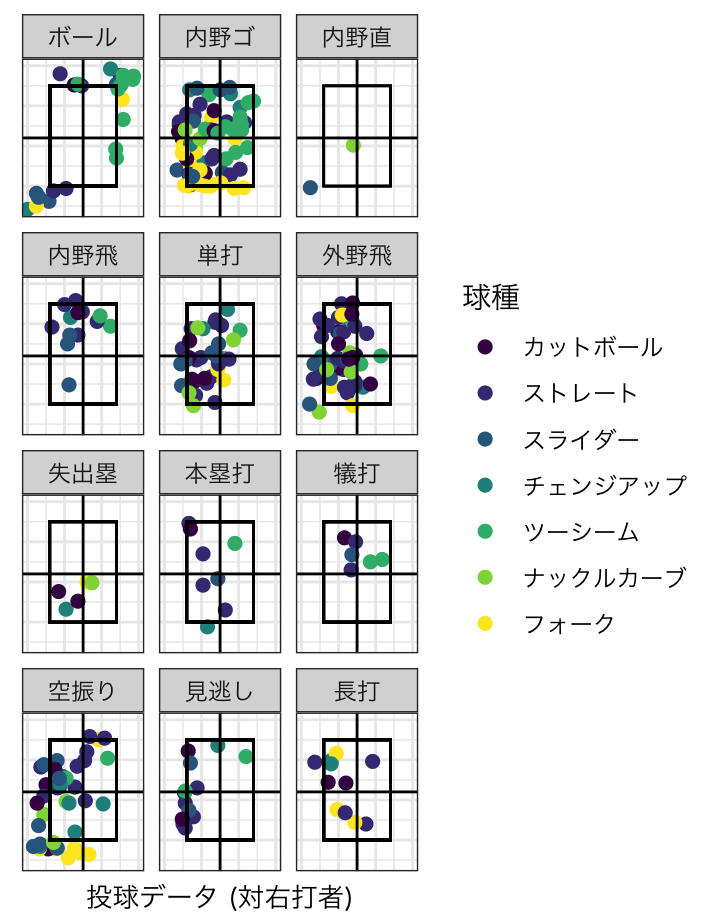 ボール 内野ゴ 内野直
内野飛 単打 外野飛
失出塁 本塁打 犠打
空振り 見逃し 長打
球種
カットボール
ストレート
スライダー
チェンジアップ
ツーシーム
ナックルカーブ
フォーク
投球データ (対右打者)